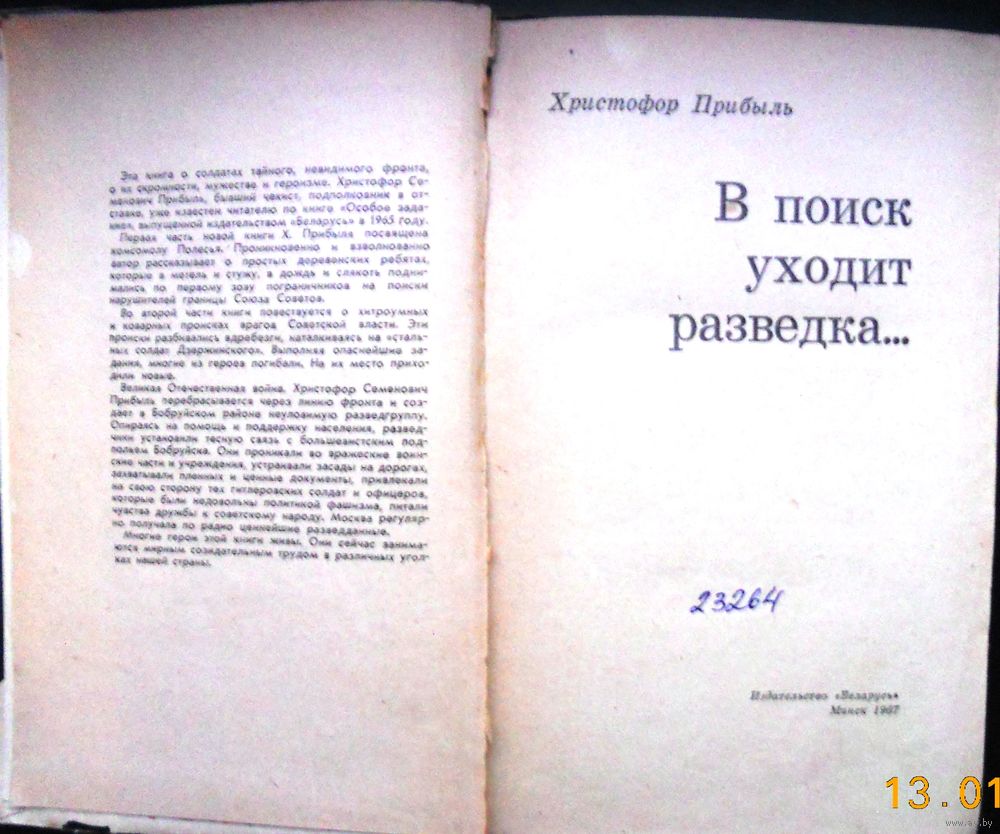 Эта книга о солдатах тайного, невидимого фронта,
о их скромности, мужестве и героизме. Христофор Се-
менович Прибыль, бывший чекист, подполковник в от-
ставке, уже известен читателю по книге «Особое зада-
ние», выпущенной издательством «Беларусь» в 1965 году.
Первая часть новой книги Х. Прибыля посвящена
комсомолу Полесья. Проникновенно и взволнованно
автор рассказывает о простых деревенских ребятах,
которые в метель и стужу, в дождь и слякоть подни-
мались по первому зову пограничников на поиски
нарушителей границы Союза Советов.
Во второй части книги повествуется о хитроумных
и коварных происках врагов Советской власти. Эти
происки разбивались вдребезги, наталкиваясь на «сталь-
ных солдат Дзержинского». Выполняя опаснейшие за-
дания, многие из героев погибали. На их место прихо-
дили новые.
Великая Отечественная война. Христофор Семенович
Прибыль перебрасывается через линию фронта и соз-
дает в Бобруйском районе неуловимую разведгруппу.
Опираясь на помощь и поддержку населения, развед-
чики установили тесную связь с большевистским под-
польем Бобруйска. Они проникали во вражеские воин-
ские части и учреждения, устраивали засады на дорогах,
захватывали пленных и ценные документы, привлекали
на свою сторону тех гитлеровских солдат и офицеров,
которые были недовольны политикой фашизма, питали
чувства дружбы к советскому народу. Москва регуляр-
но получала по радио ценнейшие разведданные.
Многие герои этой книги живы. Они сейчас занима-
ются мирным созидательным трудом в различных угол-
ках нашей страны.
Христофор Прибыль
В поиск
уходит
разведка...
23264
Издательство «Беларусь»
Минск 1967
13.01